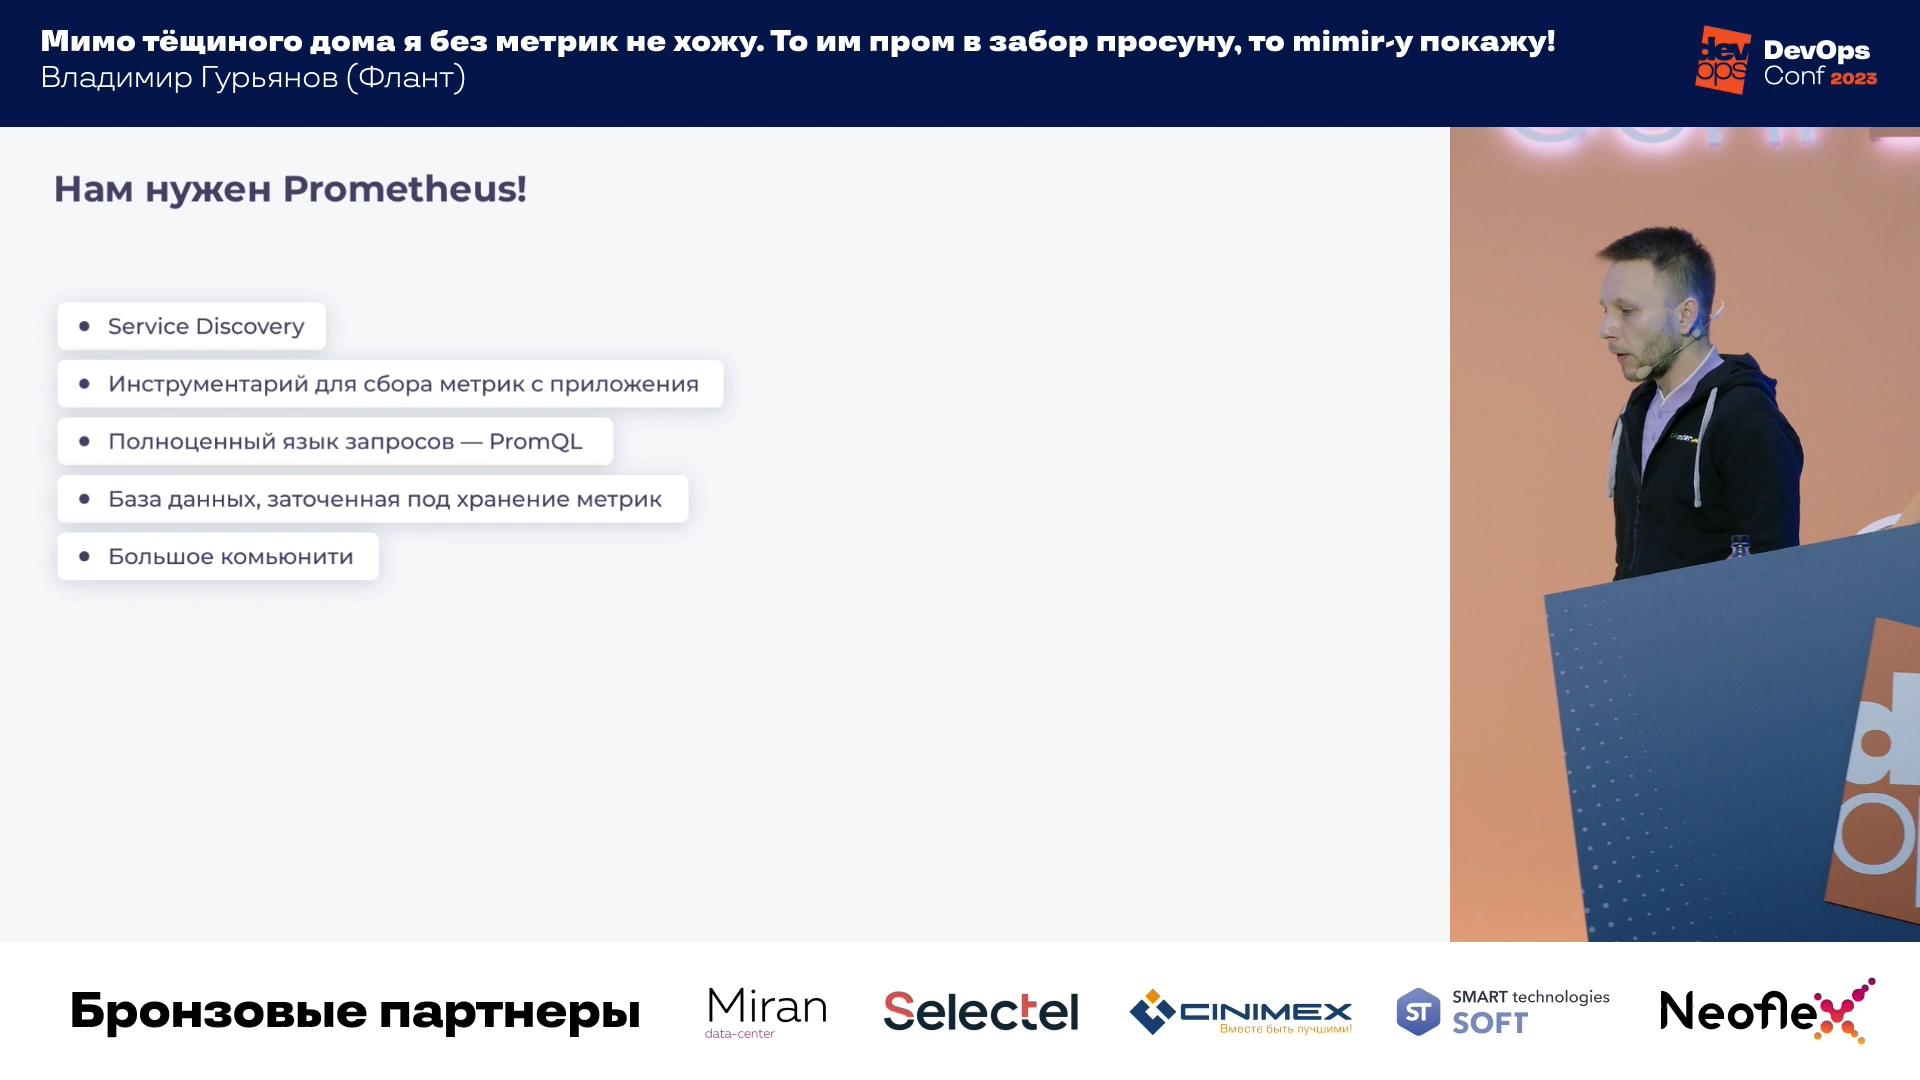 Мимо тёщиного дома я без метрик не хожу. То им пром в забор просуну, то mimir-у покажу!
Владимир Гурьянов (Флант)
dev
ops
DevOps
Conf 2023
Нам нужен Prometheus!
Service Discovery
Инструментарий для сбора метрик с приложения
Полноценный язык запросов — PromQL
База данных, заточенная под хранение метрик
Большое комьюнити
Бронзовые партнеры
Miran
data-center
Selectel
CINIMEX
Вместе быть лучшими!
ST
SMART technologies
SOFT
Neoflex